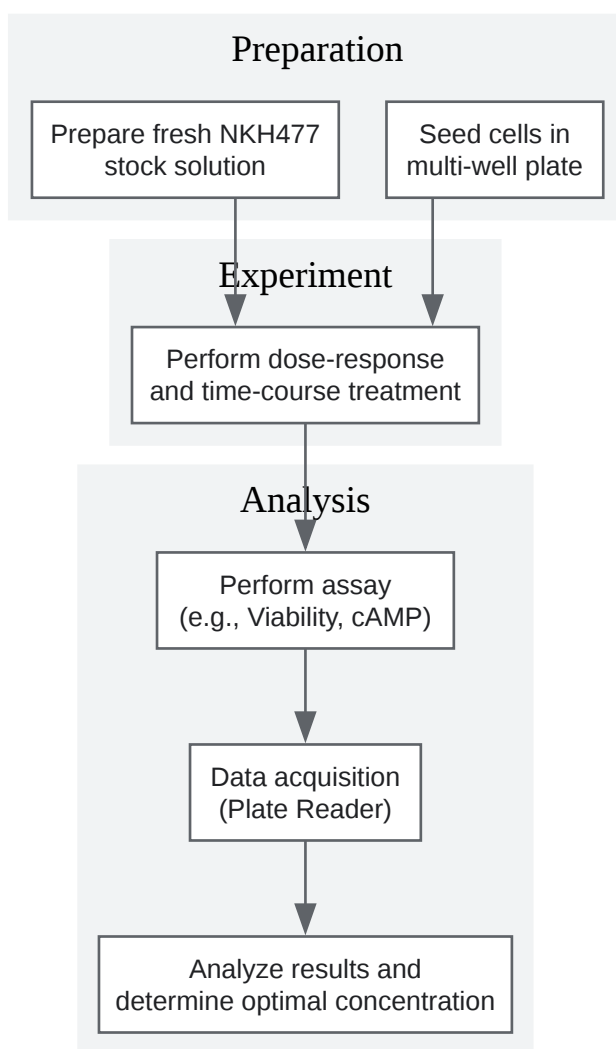 Preparation
Prepare fresh NKH477
stock solution
Seed cells in
multi-well plate
Experiment
Perform dose-response
and time-course treatment
Analysis
Perform assay
(e.g., Viability, cAMP)
Data acquisition
(Plate Reader)
Analyze results and
determine optimal concentration